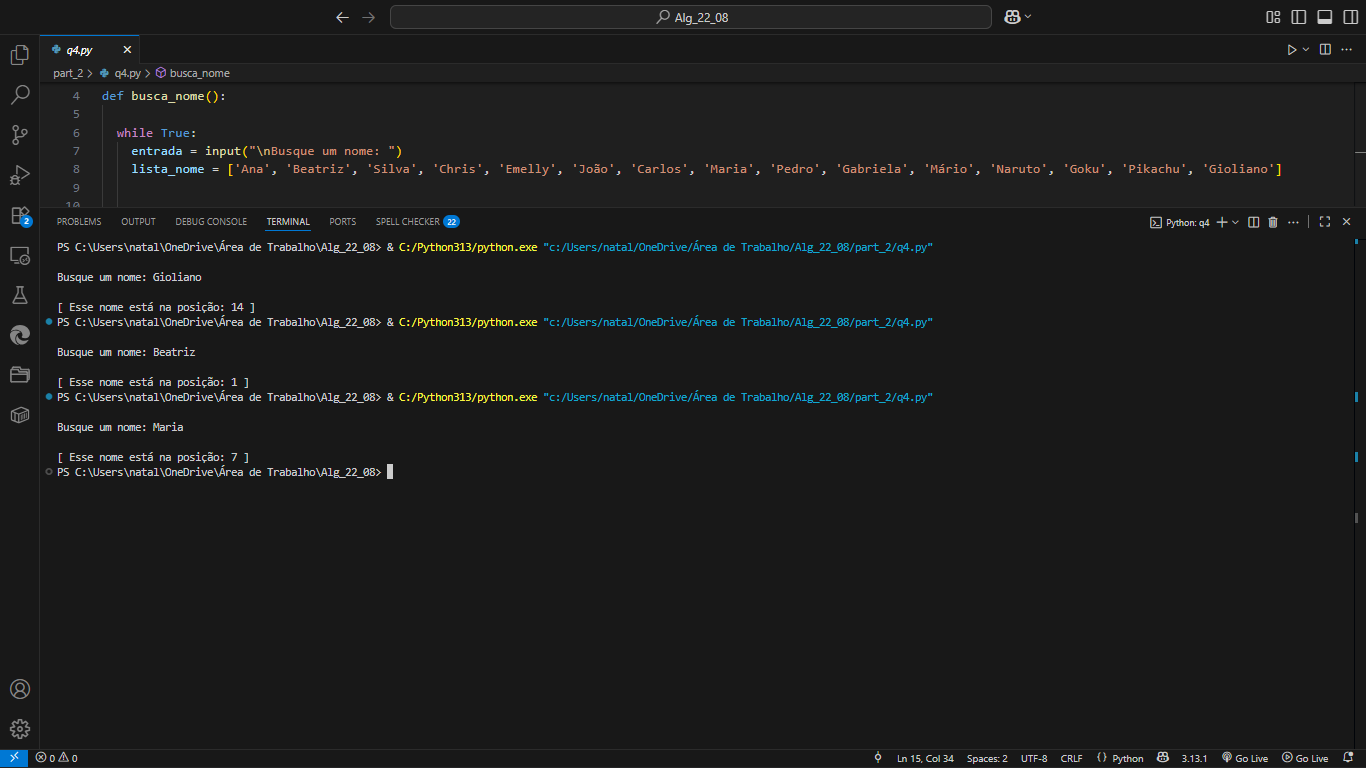 Alg_22_08
q4.py
part_2 > q4.py > busca_nome
4 def busca_nome():
5
6 while True:
7 entrada = input("\nBusque um nome: ")
8 lista_nome = ['Ana', 'Beatriz', 'Silva', 'Chris', 'Emelly', 'João', 'Carlos', 'Maria', 'Pedro', 'Gabriela', 'Mário', 'Naruto', 'Goku', 'Pikachu', 'Gioliano']
9
10
2
PROBLEMS OUTPUT DEBUG CONSOLE TERMINAL PORTS SPELL CHECKER 22 Python: q4
PS C:\Users\natal\OneDrive\Área de Trabalho\Alg_22_08> & C:/Python313/python.exe "c:/Users/natal/OneDrive/Área de Trabalho/Alg_22_08/part_2/q4.py"
Busque um nome: Gioliano
[ Esse nome está na posição: 14 ]
PS C:\Users\natal\OneDrive\Área de Trabalho\Alg_22_08> & C:/Python313/python.exe "c:/Users/natal/OneDrive/Área de Trabalho/Alg_22_08/part_2/q4.py"
Busque um nome: Beatriz
[ Esse nome está na posição: 1 ]
PS C:\Users\natal\OneDrive\Área de Trabalho\Alg_22_08> & C:/Python313/python.exe "c:/Users/natal/OneDrive/Área de Trabalho/Alg_22_08/part_2/q4.py"
Busque um nome: Maria
[ Esse nome está na posição: 7 ]
PS C:\Users\natal\OneDrive\Área de Trabalho\Alg_22_08>
0 0 Ln 15, Col 34 Spaces: 2 UTF-8 CRLF {} Python 3.13.1 Go Live Go Live